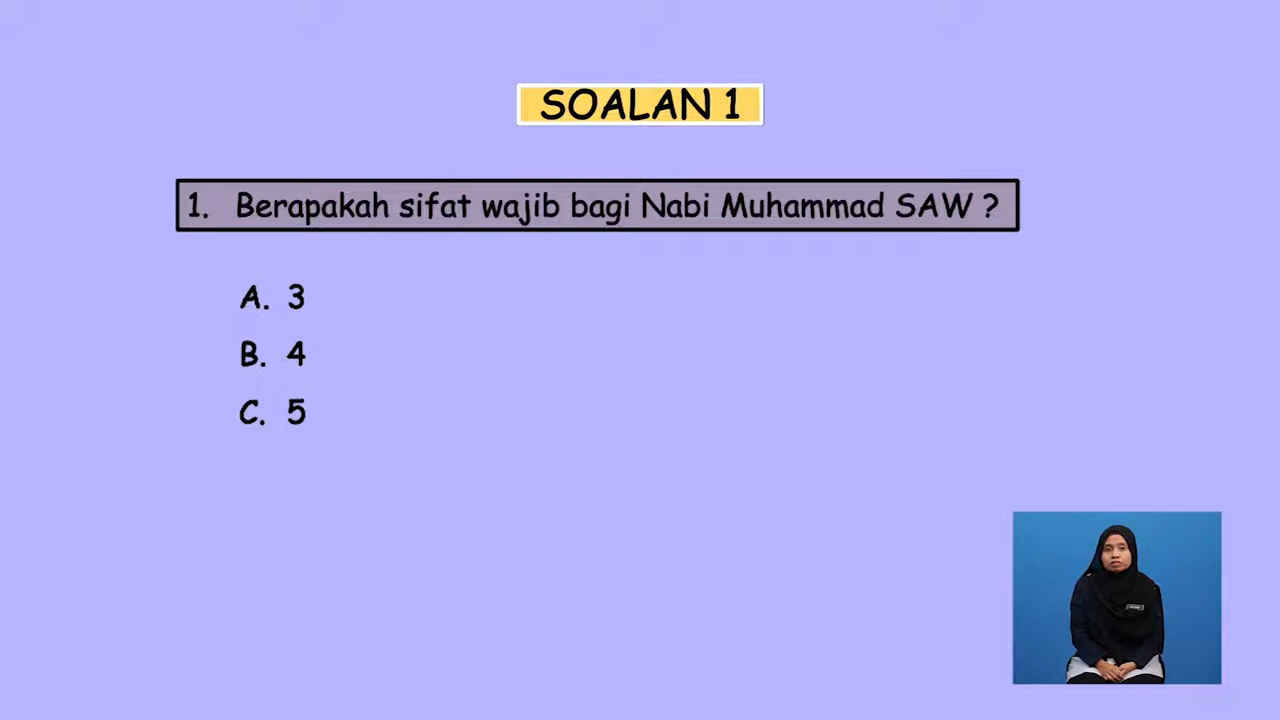 SOALAN 1
1. Berapakah sifat wajib bagi Nabi Muhammad SAW ?
A. 3
B. 4
C. 5